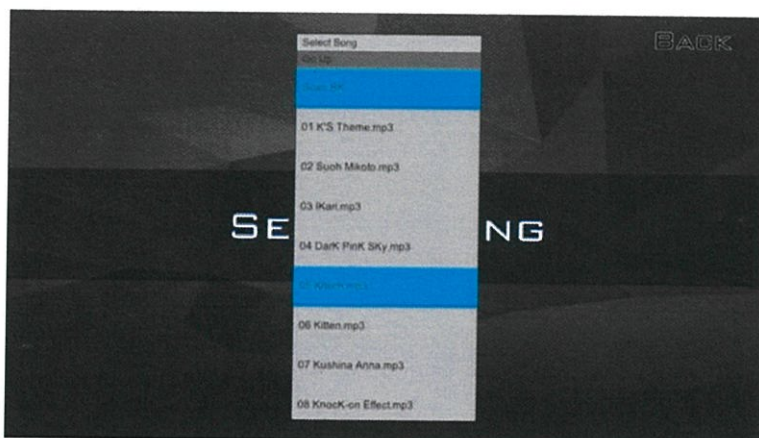 Select Song
BACK
Go Up
01 K'S Theme.mp3
02 Suoh Mikoto.mp3
03 IKari.mp3
SE NG
04 DarK PinK SKy.mp3
06 Kitten.mp3
07 Kushina Anna.mp3
08 KnocK-on Effect.mp3